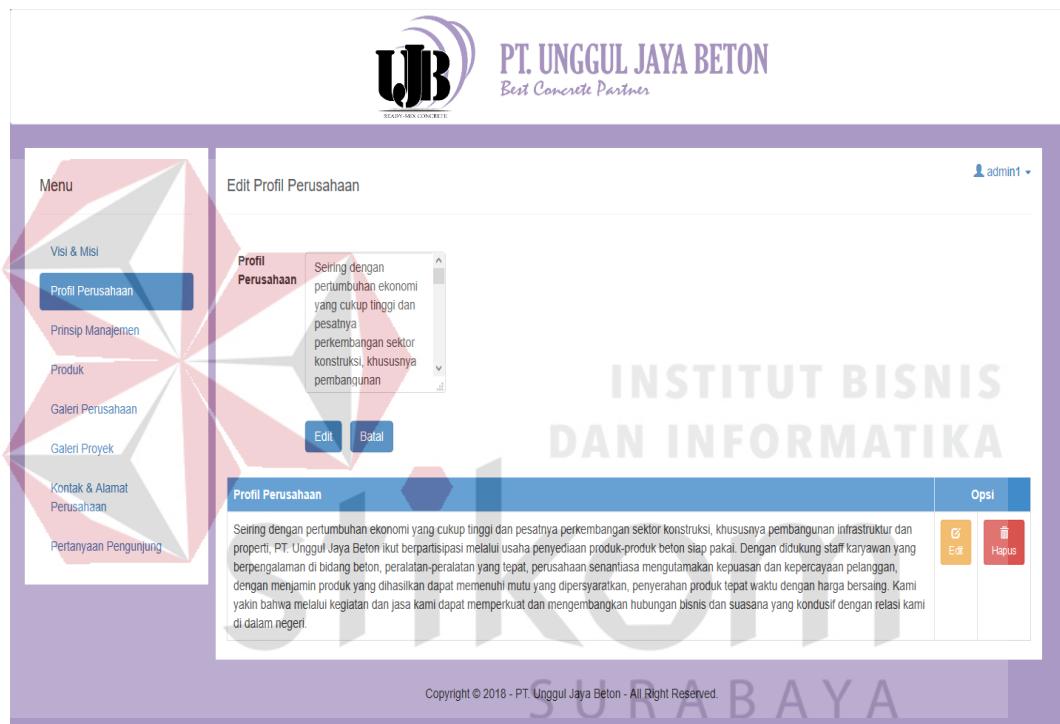 UJB
READY-MIX CONCRETE
PT. UNGGUL JAYA BETON
Best Concrete Partner
admin1
Menu
Visi & Misi
Profil Perusahaan
Prinsip Manajemen
Produk
Galeri Perusahaan
Galeri Proyek
Kontak & Alamat
Perusahaan
Pertanyaan Pengunjung
Edit Profil Perusahaan
Profil
Perusahaan
Seiring dengan
pertumbuhan ekonomi
yang cukup tinggi dan
pesatnya
perkembangan sektor
konstruksi, khususnya
pembangunan
Edit Batal
INSTITUT BISNIS
DAN INFORMATIKA
stikom
SURABAYA
Profil Perusahaan Opsi
Seiring dengan pertumbuhan ekonomi yang cukup tinggi dan pesatnya perkembangan sektor konstruksi, khususnya pembangunan infrastruktur dan
properti, PT. Unggul Jaya Beton ikut berpartisipasi melalui usaha penyediaan produk-produk beton siap pakai. Dengan didukung staff karyawan yang
berpengalaman di bidang beton, peralatan-peralatan yang tepat, perusahaan senantiasa mengutamakan kepuasan dan kepercayaan pelanggan,
dengan menjamin produk yang dihasilkan dapat memenuhi mutu yang dipersyaratkan, penyerahan produk tepat waktu dengan harga bersaing. Kami
yakin bahwa melalui kegiatan dan jasa kami dapat memperkuat dan mengembangkan hubungan bisnis dan suasana yang kondusif dengan relasi kami
di dalam negeri.
Edit Hapus
Copyright © 2018 - PT. Unggul Jaya Beton - All Right Reserved.